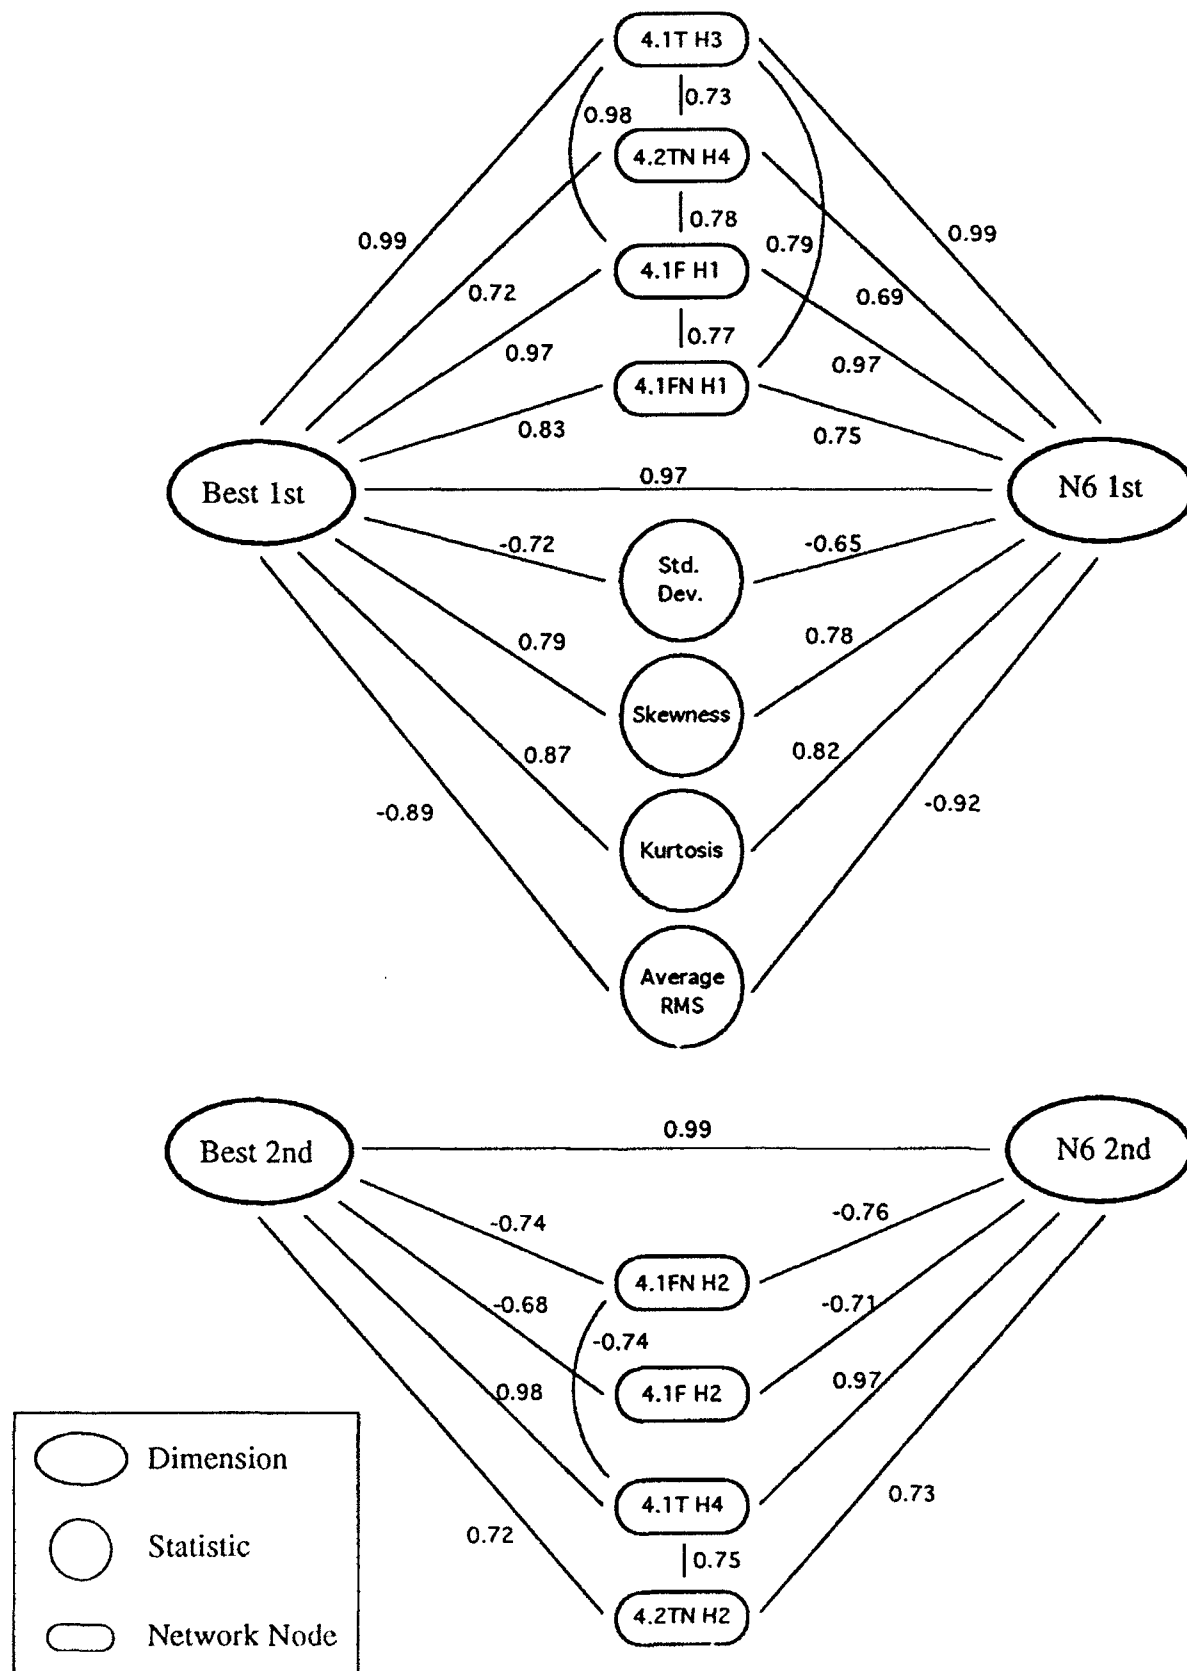 4.1T H3
0.73
0.98
4.2TN H4
0.78
0.99
0.79
0.99
4.1F H1
0.72
0.69
0.77
0.97
0.97
4.1FN H1
0.83
0.75
Best 1st
0.97
N6 1st
-0.72
-0.65
Std.
Dev.
0.79
0.78
Skewness
0.87
0.82
-0.89
-0.92
Kurtosis
Average
RMS
Best 2nd
0.99
N6 2nd
-0.74
-0.76
4.1FN H2
-0.68
-0.71
-0.74
4.1F H2
0.98
0.97
4.1T H4
0.72
0.73
0.75
4.2TN H2
Dimension
Statistic
Network Node